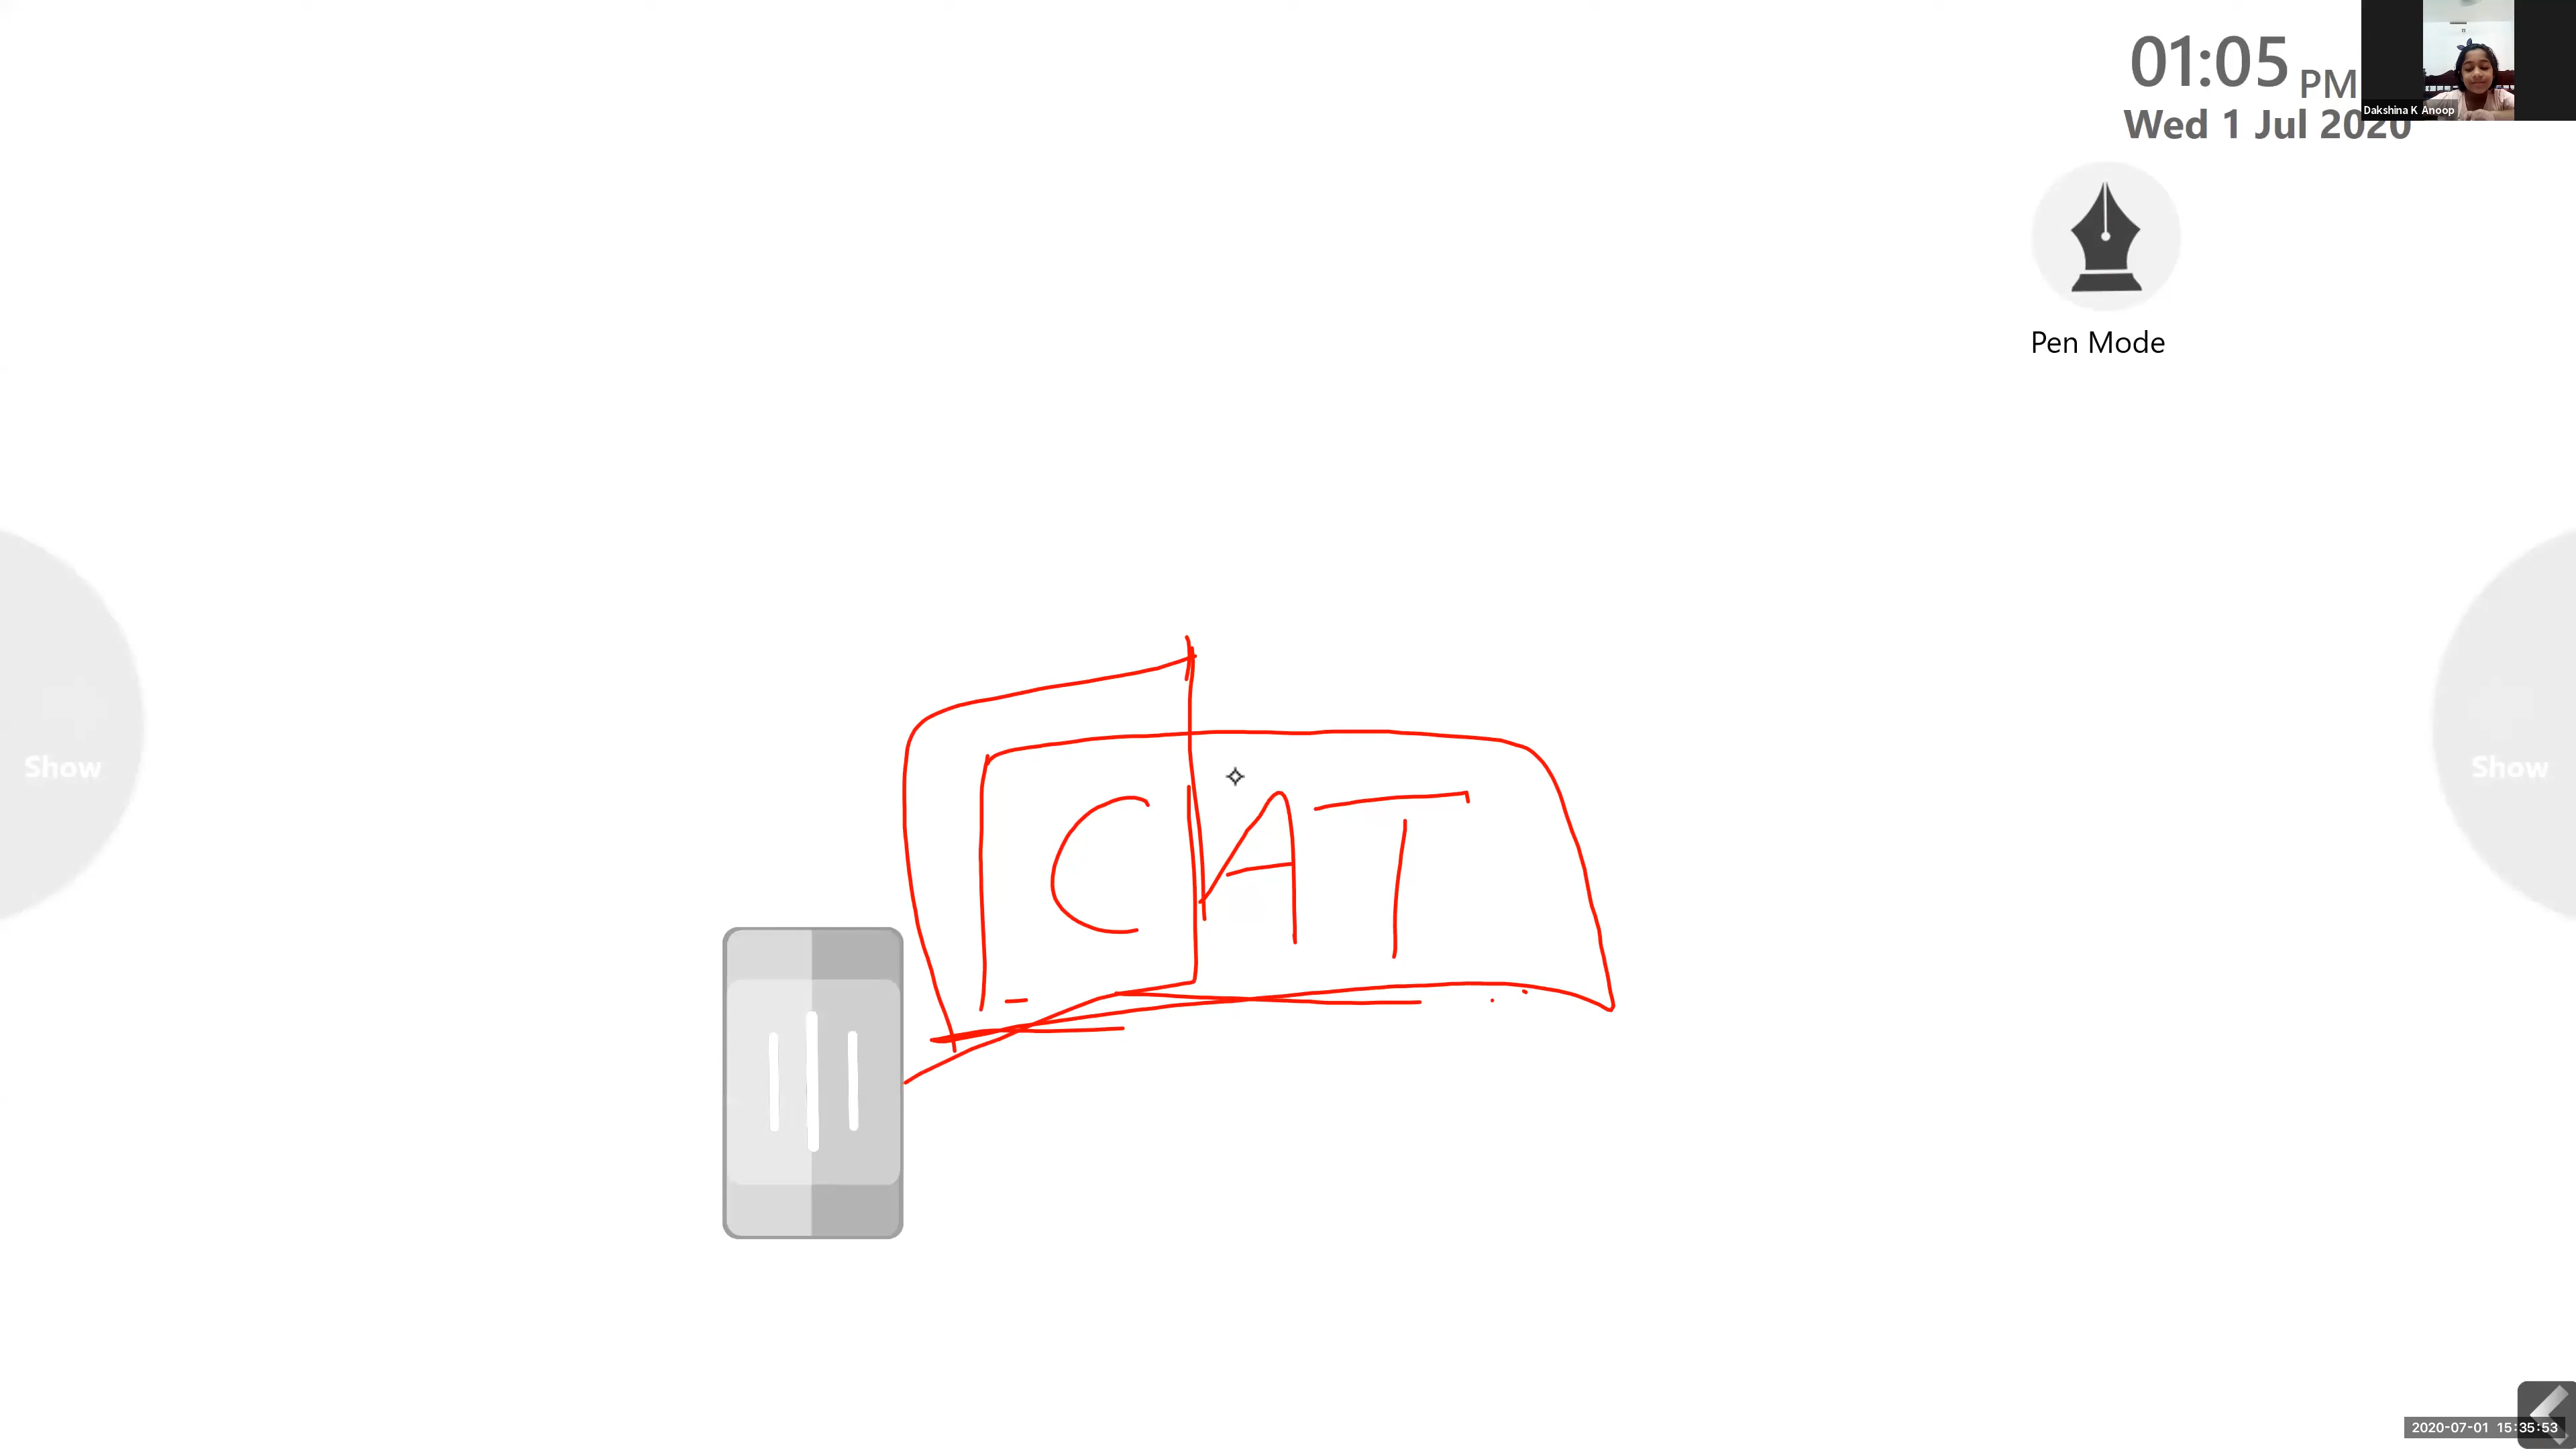 01:05 PM
Dakshina K Anoop
Wed 1 Jul 2020
Pen Mode
Show
Show
CAT
2020-07-01 15:35:53